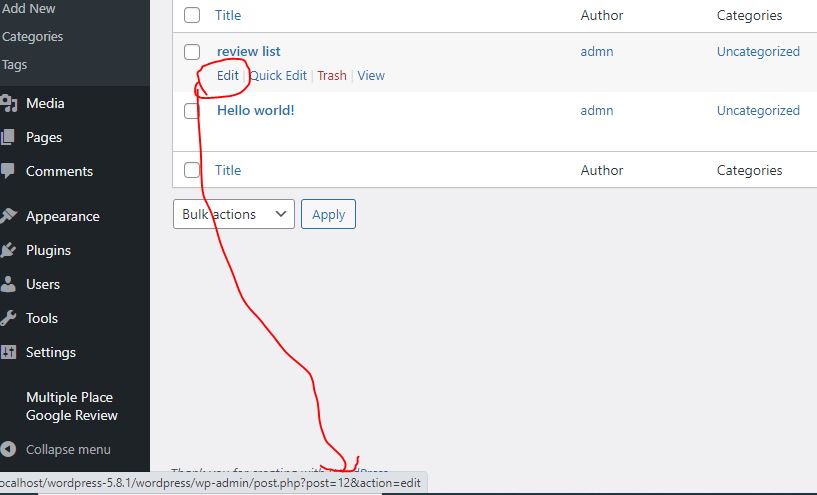 Add New
Categories
Tags
Media
Pages
Comments
Appearance
Plugins
Users
Tools
Settings
Multiple Place
Google Review
Collapse menu
Title Author Categories
review list admn Uncategorized
Edit | Quick Edit | Trash | View
Hello world! admn Uncategorized
Title Author Categories
Bulk actions Apply
Thank you for creating with WordPress
ocalhost/wordpress-5.8.1/wordpress/wp-admin/post.php?post=12&action=edit